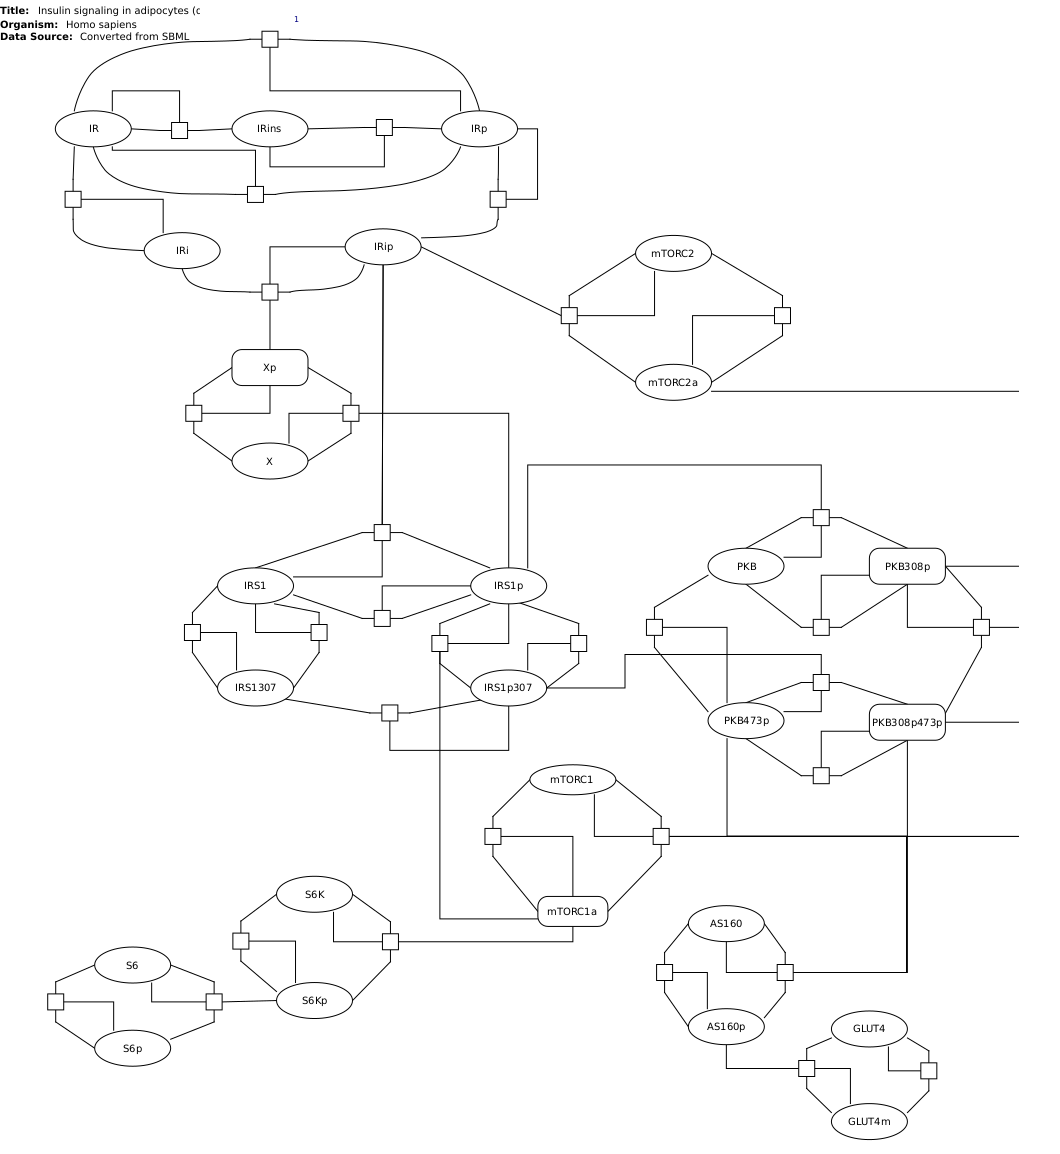 Title: Insulin signaling in adipocytes (
Organism: Homo sapiens
Data Source: Converted from SBML
1
IR
IRins
IRp
IRi
IRip
mTORC2
Xp
mTORC2a
X
PKB
PKB308p
IRS1
IRS1p
IRS1307
IRS1p307
PKB473p
PKB308p473p
mTORC1
S6K
mTORC1a
AS160
S6
S6Kp
AS160p
GLUT4
S6p
GLUT4m